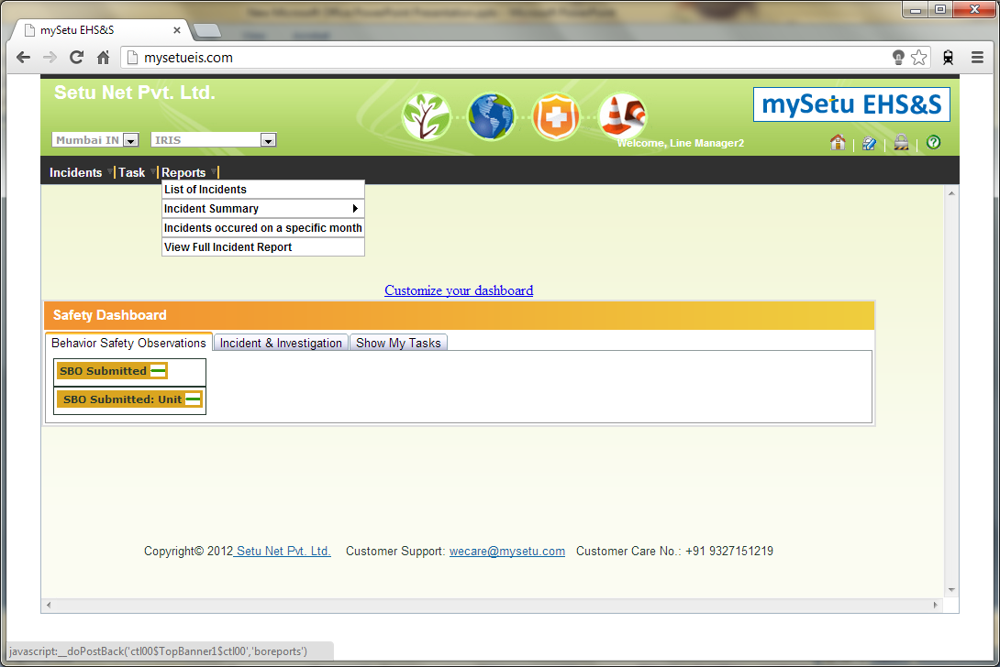 mySetu EHS&S
mysetueis.com
Setu Net Pvt. Ltd.
mySetu EHS&S
Mumbai IN IRIS
Welcome, Line Manager2
Incidents Task Reports
List of Incidents
Incident Summary
Incidents occured on a specific month
View Full Incident Report
Customize your dashboard
Safety Dashboard
Behavior Safety Observations Incident & Investigation Show My Tasks
SBO Submitted
SBO Submitted: Unit
Copyright© 2012 Setu Net Pvt. Ltd. Customer Support: wecare@mysetu.com Customer Care No.: +91 9327151219
javascript:__doPostBack('ctl00$TopBanner1$ctl00','boreports')